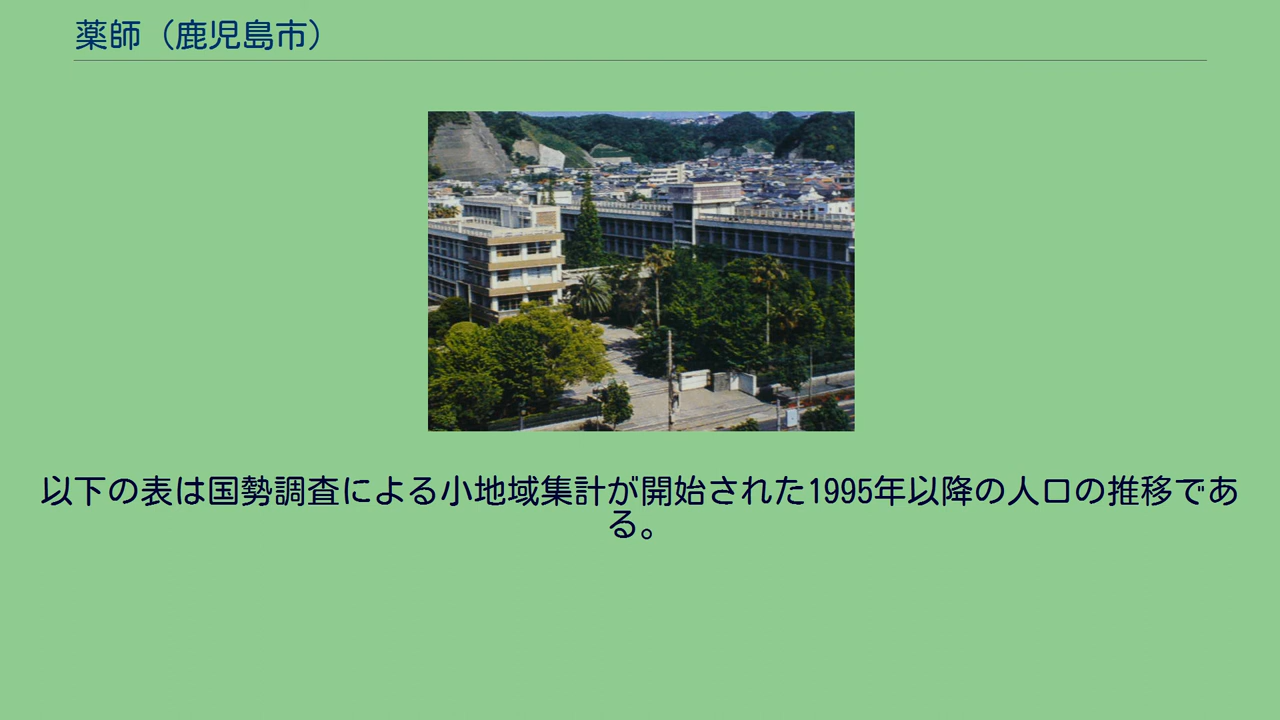 薬師（鹿児島市）
以下の表は国勢調査による小地域集計が開始された1995年以降の人口の推移であ
る。